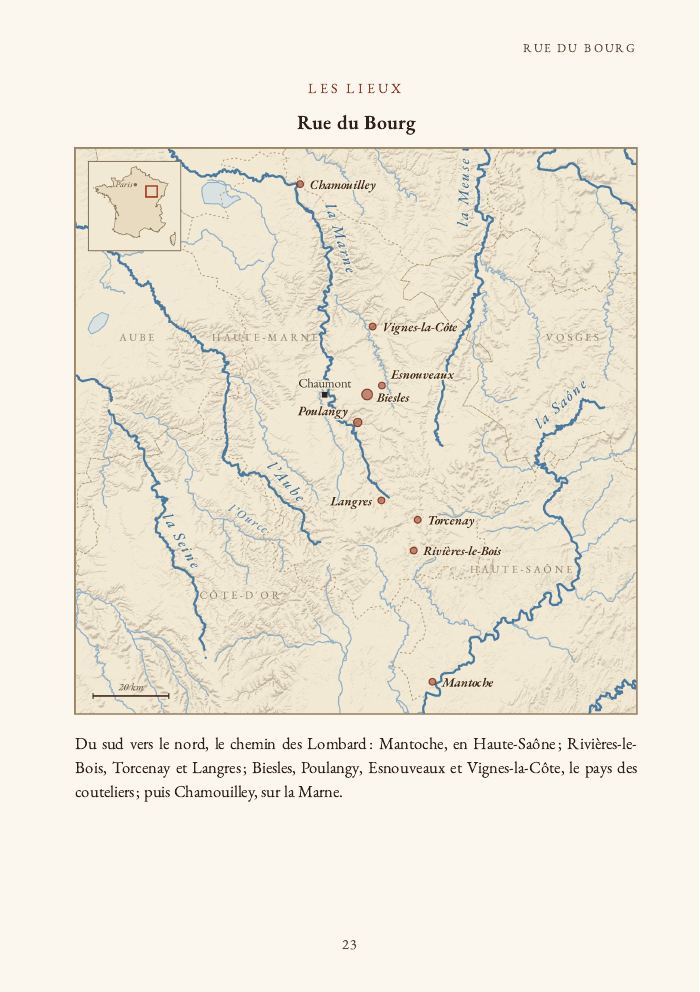 RUE DU BOURG
LES LIEUX
Rue du Bourg
Paris
Chamouilley
la Meuse
la Marne
Vignes-la-Côte
AUBE
HAUTE-MARNE
VOSGES
Esnouveaux
Chaumont
Biesles
Poulangy
la Saône
l'Aube
Langres
l'Ource
Torcenay
la Seine
Rivières-le-Bois
HAUTE-SAÔNE
CÔTE-D'OR
20 km
Mantoche
Du sud vers le nord, le chemin des Lombard : Mantoche, en Haute-Saône ; Rivières-le-
Bois, Torcenay et Langres ; Biesles, Poulangy, Esnouveaux et Vignes-la-Côte, le pays des
couteliers ; puis Chamouilley, sur la Marne.
23